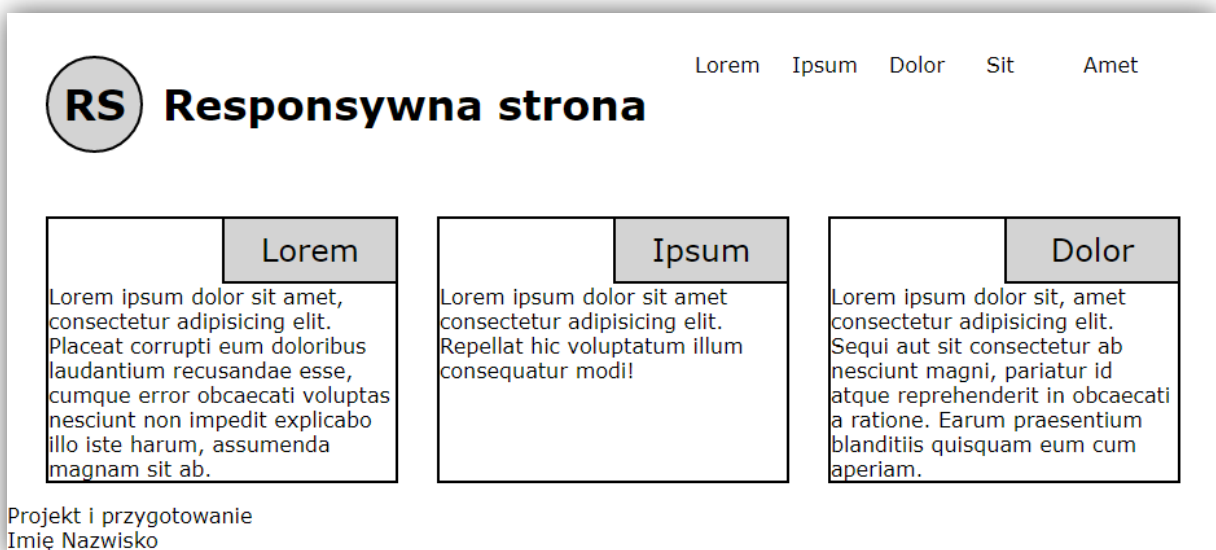 Lorem Ipsum Dolor Sit Amet
RS Responsywna strona
Lorem
Lorem ipsum dolor sit amet,
consectetur adipisicing elit.
Placeat corrupti eum doloribus
laudantium recusandae esse,
cumque error obcaecati voluptas
nesciunt non impedit explicabo
illo iste harum, assumenda
magnam sit ab.
Ipsum
Lorem ipsum dolor sit amet
consectetur adipisicing elit.
Repellat hic voluptatum illum
consequatur modi!
Dolor
Lorem ipsum dolor sit, amet
consectetur adipisicing elit.
Sequi aut sit consectetur ab
nesciunt magni, pariatur id
atque reprehenderit in obcaecati
a ratione. Earum praesentium
blanditiis quisquam eum cum
aperiam.
Projekt i przygotowanie
Imię Nazwisko